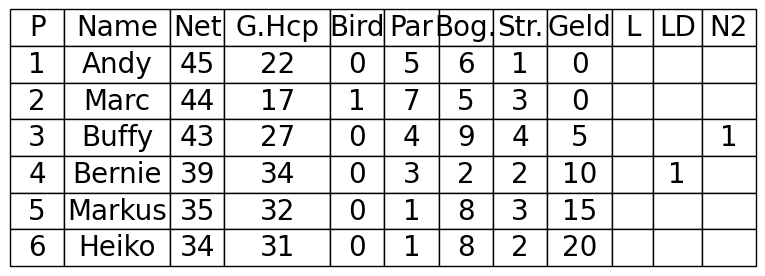 P Name Net G.Hcp Bird Par Bog. Str. Geld L LD N2
1 Andy 45 22 0 5 6 1 0
2 Marc 44 17 1 7 5 3 0
3 Buffy 43 27 0 4 9 4 5 1
4 Bernie 39 34 0 3 2 2 10 1
5 Markus 35 32 0 1 8 3 15
6 Heiko 34 31 0 1 8 2 20